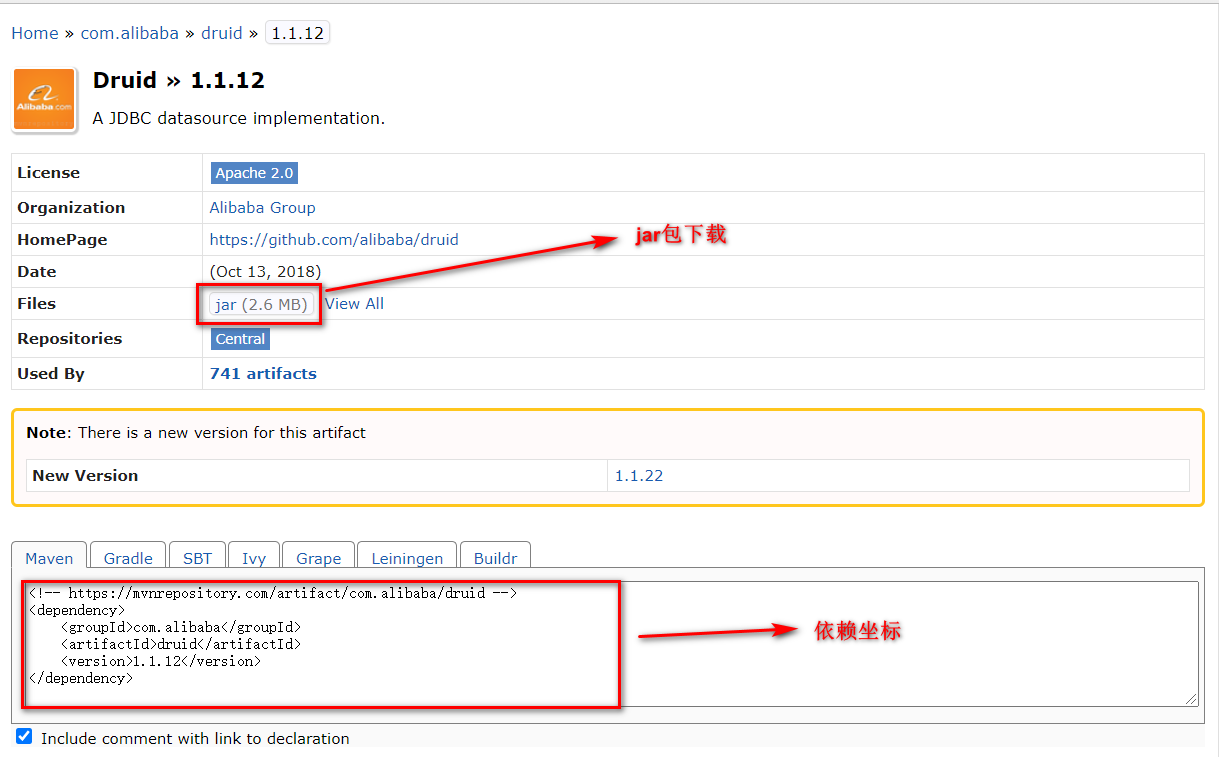 Home » com.alibaba » druid » 1.1.12
Alibaba.com
Druid » 1.1.12
A JDBC datasource implementation.
License Apache 2.0
Organization Alibaba Group
HomePage https://github.com/alibaba/druid
jar包下载
Date (Oct 13, 2018)
Files jar (2.6 MB) View All
Repositories Central
Used By 741 artifacts
Note: There is a new version for this artifact
New Version 1.1.22
Maven Gradle SBT Ivy Grape Leiningen Buildr
<!-- https://mvnrepository.com/artifact/com.alibaba/druid -->
<dependency>
    <groupId>com.alibaba</groupId>
    <artifactId>druid</artifactId>
    <version>1.1.12</version>
</dependency>
依赖坐标
Include comment with link to declaration